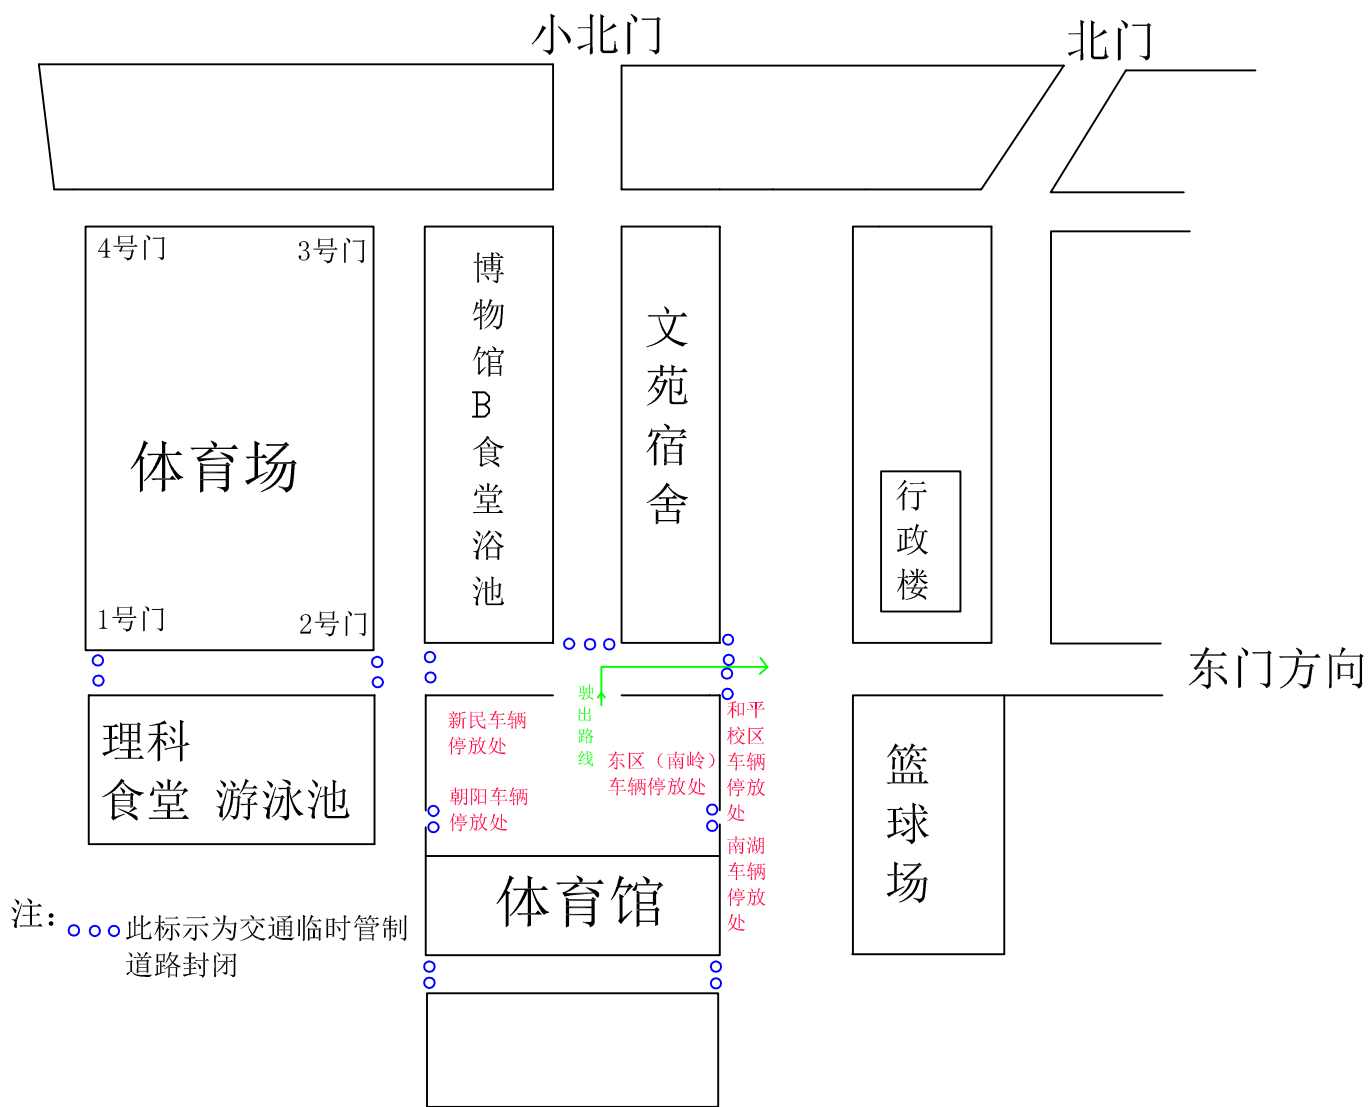 小北门
北门
4号门
3号门
博物馆B食堂浴池
文苑宿舍
体育场
行政楼
1号门
2号门
东门方向
驶出路线
新民车辆
停放处
东区（南岭）
车辆停放处
和平
校区
车辆
停放
处
朝阳车辆
停放处
理科
食堂 游泳池
篮球场
南湖
车辆
停放
处
体育馆
注：
此标示为交通临时管制
道路封闭